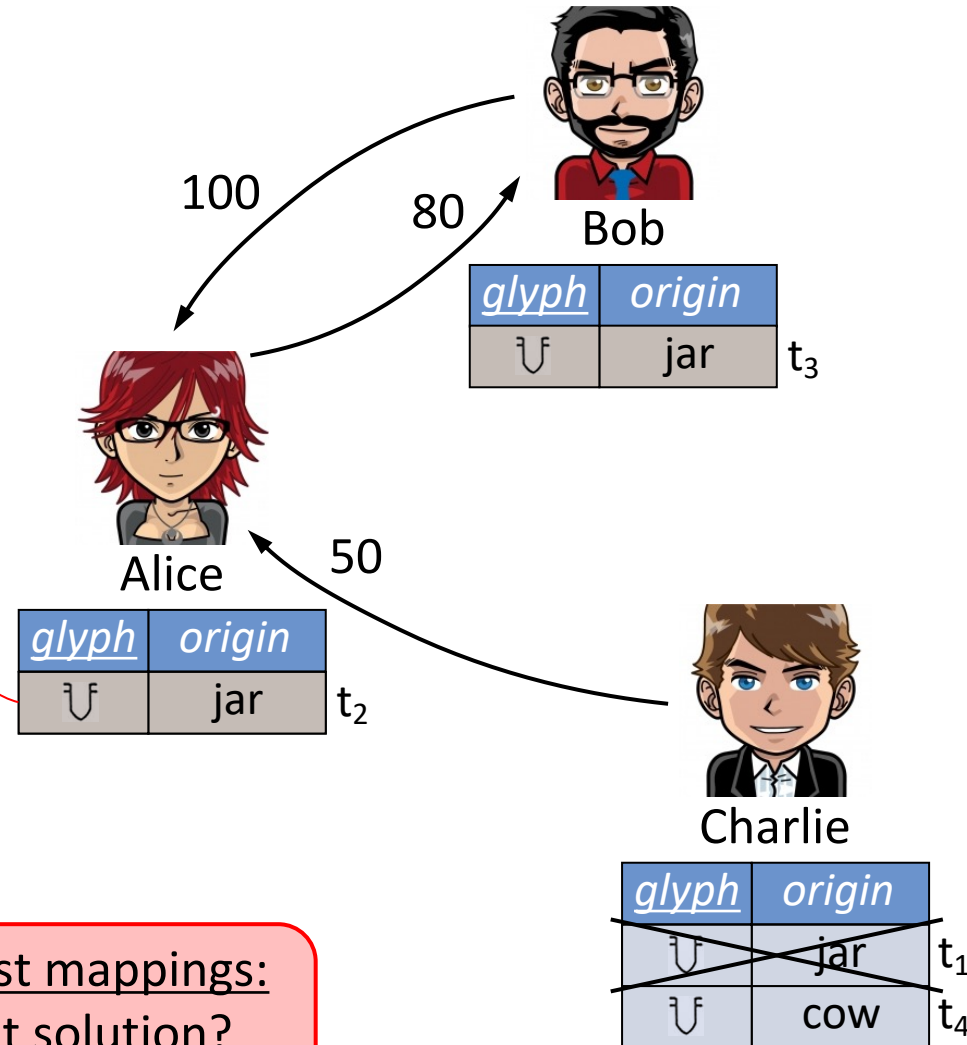 100
80
Bob
glyph origin
jar t₃
50
Alice
glyph origin
jar t₂
Charlie
glyph origin
jar t₁
cow t₄
mappings:
solution?